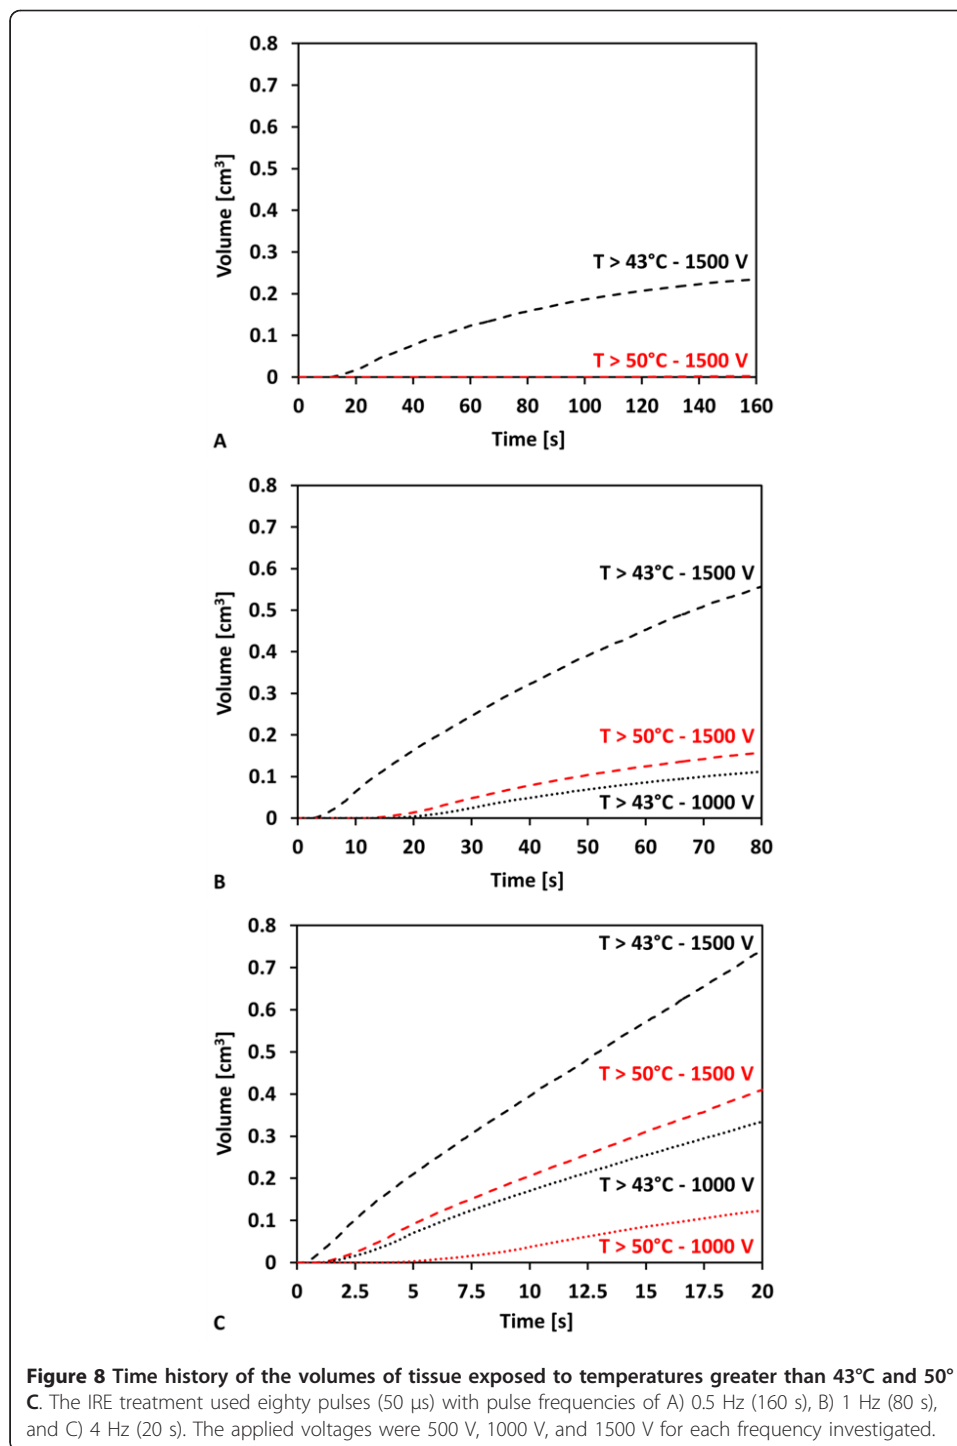 0.8
0.7
0.6
0.5
0.4
0.3
0.2
0.1
0
Volume [cm³]
T > 43°C - 1500 V
T > 50°C - 1500 V
0 20 40 60 80 100 120 140 160
Time [s]
A
0.8
0.7
0.6
0.5
0.4
0.3
0.2
0.1
0
Volume [cm³]
T > 43°C - 1500 V
T > 50°C - 1500 V
T > 43°C - 1000 V
0 10 20 30 40 50 60 70 80
Time [s]
B
0.8
0.7
0.6
0.5
0.4
0.3
0.2
0.1
0
Volume [cm³]
T > 43°C - 1500 V
T > 50°C - 1500 V
T > 43°C - 1000 V
T > 50°C - 1000 V
0 2.5 5 7.5 10 12.5 15 17.5 20
Time [s]
C
Figure 8 Time history of the volumes of tissue exposed to temperatures greater than 43°C and 50°
C. The IRE treatment used eighty pulses (50 μs) with pulse frequencies of A) 0.5 Hz (160 s), B) 1 Hz (80 s),
and C) 4 Hz (20 s). The applied voltages were 500 V, 1000 V, and 1500 V for each frequency investigated.